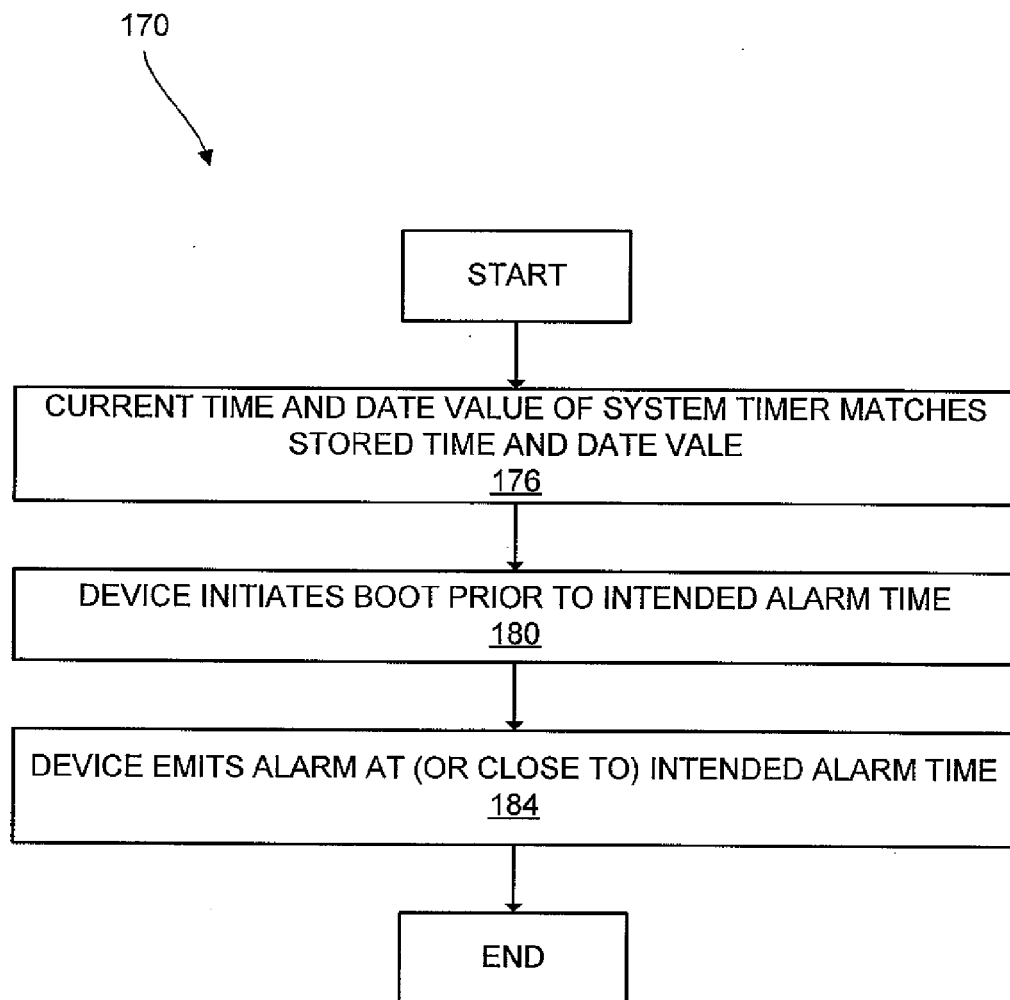 170
START
CURRENT TIME AND DATE VALUE OF SYSTEM TIMER MATCHES
STORED TIME AND DATE VALE
176
DEVICE INITIATES BOOT PRIOR TO INTENDED ALARM TIME
180
DEVICE EMITS ALARM AT (OR CLOSE TO) INTENDED ALARM TIME
184
END